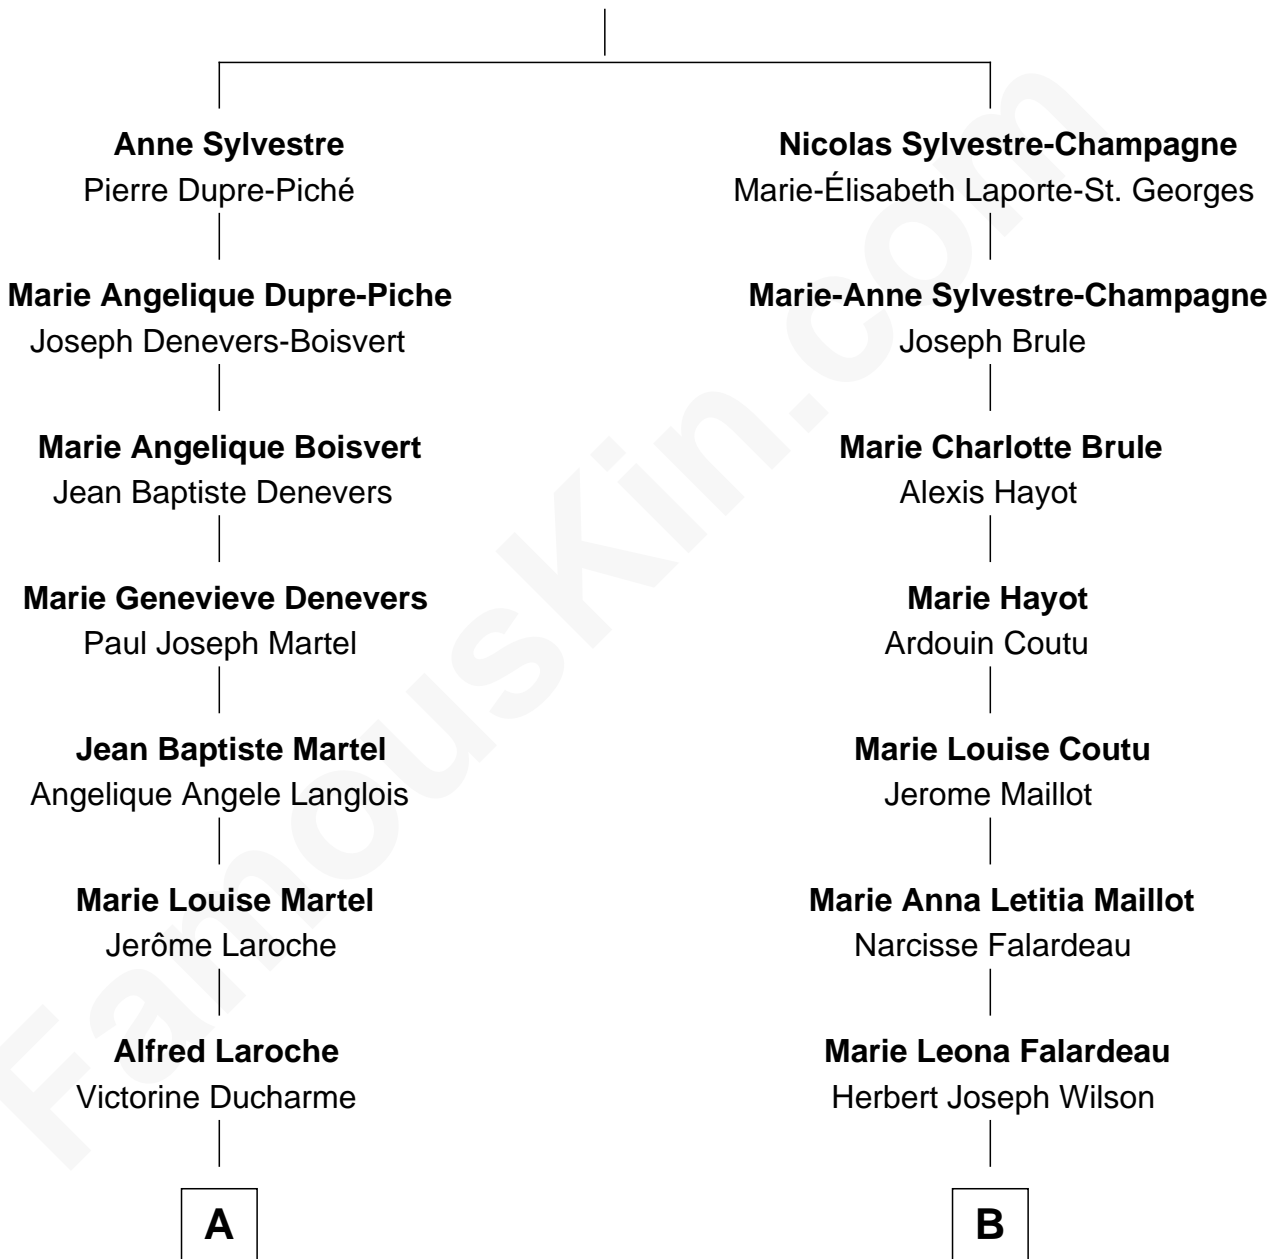 Anne Sylvestre
Pierre Dupre-Piché
Marie Angelique Dupre-Piche
Joseph Denevers-Boisvert
Marie Angelique Boisvert
Jean Baptiste Denevers
Marie Genevieve Denevers
Paul Joseph Martel
Jean Baptiste Martel
Angelique Angele Langlois
Marie Louise Martel
Jerôme Laroche
Alfred Laroche
Victorine Ducharme
A
Nicolas Sylvestre-Champagne
Marie-Élisabeth Laporte-St. Georges
Marie-Anne Sylvestre-Champagne
Joseph Brule
Marie Charlotte Brule
Alexis Hayot
Marie Hayot
Ardouin Coutu
Marie Louise Coutu
Jerome Maillot
Marie Anna Letitia Maillot
Narcisse Falardeau
Marie Leona Falardeau
Herbert Joseph Wilson
B
FamousKin.com